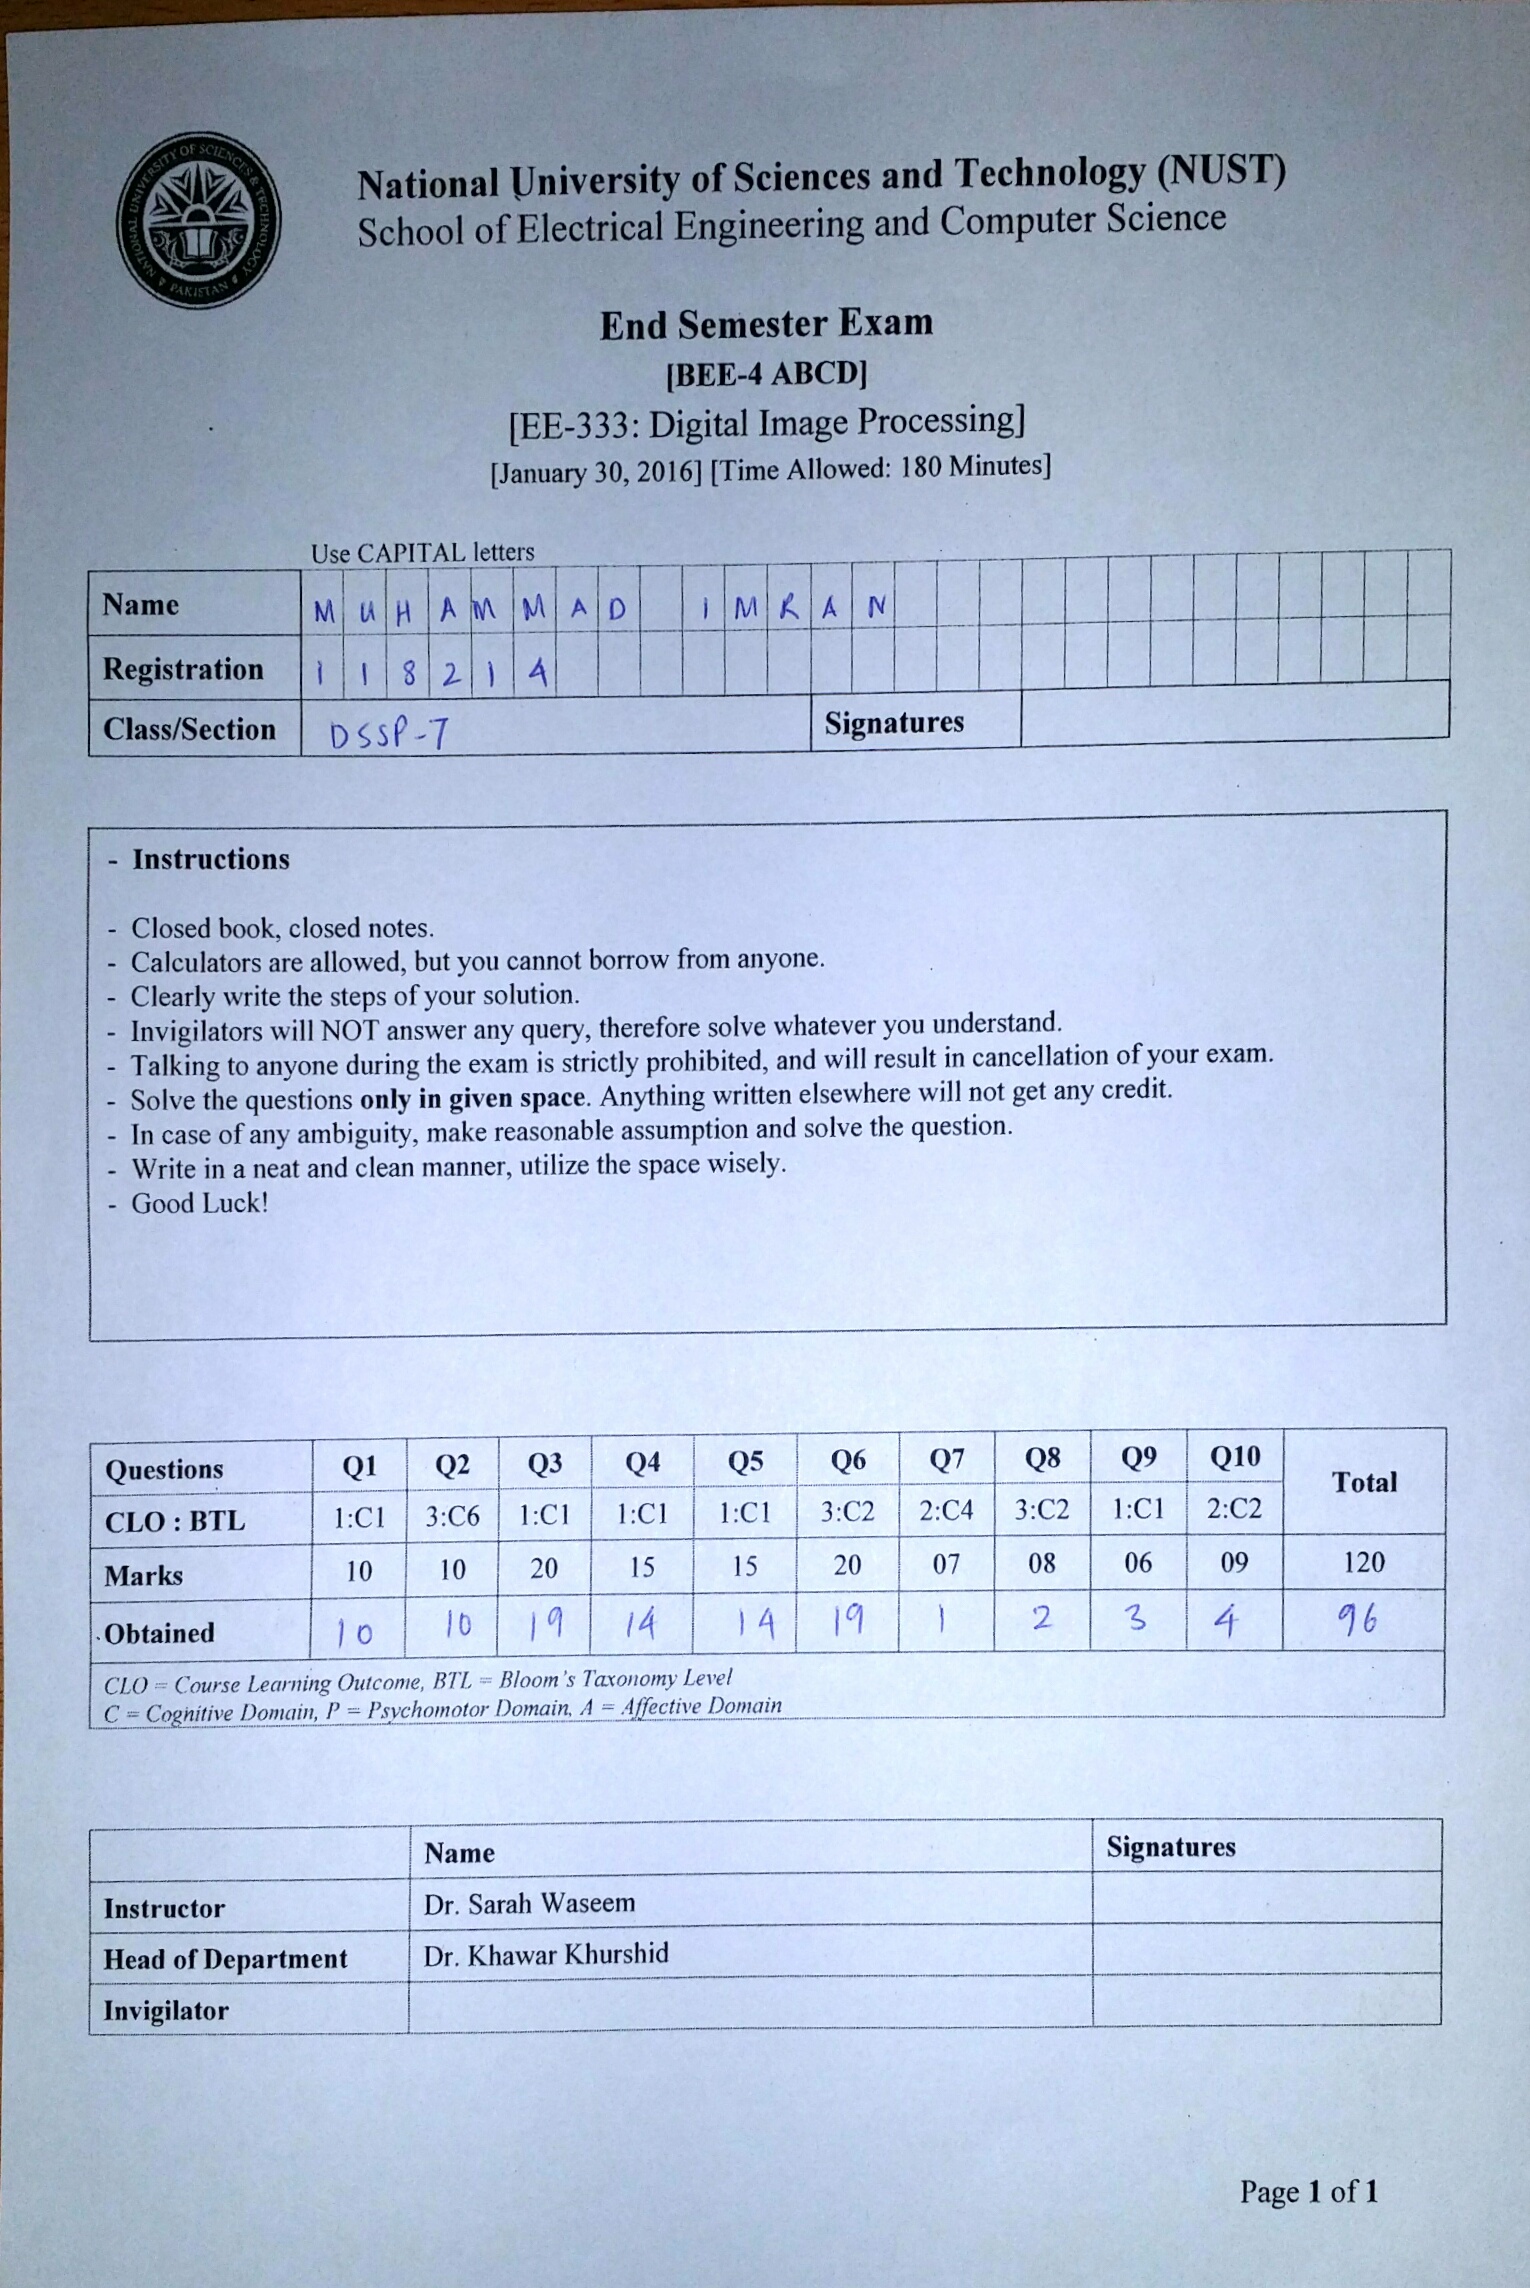 NATIONAL UNIVERSITY OF SCIENCES & TECHNOLOGY
PAKISTAN
National University of Sciences and Technology (NUST)
School of Electrical Engineering and Computer Science
End Semester Exam
[BEE-4 ABCD]
[EE-333: Digital Image Processing]
[January 30, 2016] [Time Allowed: 180 Minutes]
Use CAPITAL letters
Name MUHAMMAD IMRAN
Registration 118214
Class/Section DSSP-7 Signatures
- Instructions
- Closed book, closed notes.
- Calculators are allowed, but you cannot borrow from anyone.
- Clearly write the steps of your solution.
- Invigilators will NOT answer any query, therefore solve whatever you understand.
- Talking to anyone during the exam is strictly prohibited, and will result in cancellation of your exam.
- Solve the questions only in given space. Anything written elsewhere will not get any credit.
- In case of any ambiguity, make reasonable assumption and solve the question.
- Write in a neat and clean manner, utilize the space wisely.
- Good Luck!
Questions Q1 Q2 Q3 Q4 Q5 Q6 Q7 Q8 Q9 Q10 Total
CLO : BTL 1:C1 3:C6 1:C1 1:C1 1:C1 3:C2 2:C4 3:C2 1:C1 2:C2
Marks 10 10 20 15 15 20 07 08 06 09 120
Obtained 10 10 19 14 14 19 1 2 3 4 96
CLO = Course Learning Outcome, BTL = Bloom's Taxonomy Level
C = Cognitive Domain, P = Psychomotor Domain, A = Affective Domain
Name Signatures
Instructor Dr. Sarah Waseem
Head of Department Dr. Khawar Khurshid
Invigilator
Page 1 of 1